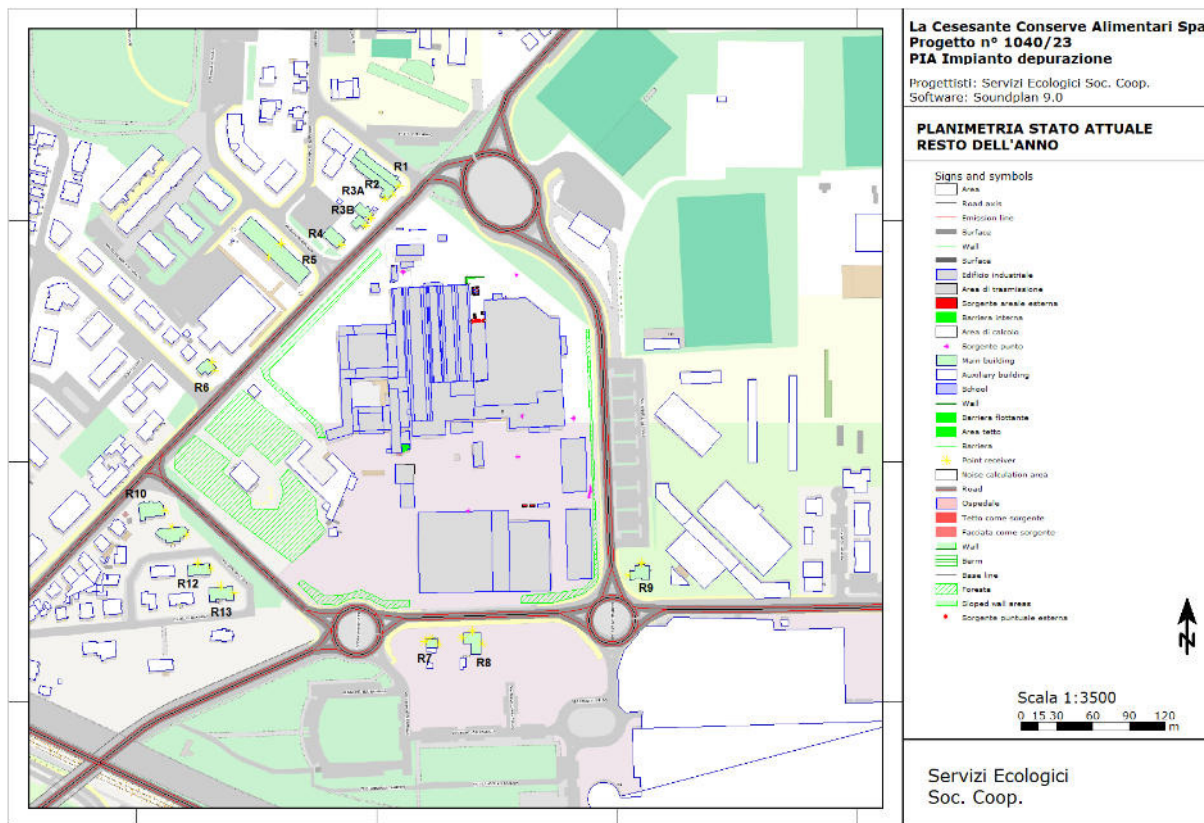 La Cesesante Conserve Alimentari Spa
Progetto n° 1040/23
PIA Impianto depurazione
Progettisti: Servizi Ecologici Soc. Coop.
Software: Soundplan 9.0
PLANIMETRIA STATO ATTUALE
RESTO DELL'ANNO
Signs and symbols
Area
Road axis
Emission line
Surface
Wall
Surface
Edificio industriale
Area di trasmissione
Sorgente areale esterna
Barriera interna
Area di calcolo
Sorgente punto
Main building
Auxiliary building
School
Wall
Barriera flottante
Area tetto
Barriera
Point receiver
Noise calculation area
Road
Ospedale
Tetto come sorgente
Facciata come sorgente
Wall
Berm
Base line
Foresta
Sloped wall areas
Sorgente puntuale esterna
N
Scala 1:3500
0 15 30 60 90 120
m
Servizi Ecologici
Soc. Coop.
R1
R2
R3A
R3B
R4
R5
R6
R10
R12
R13
R9
R7
R8